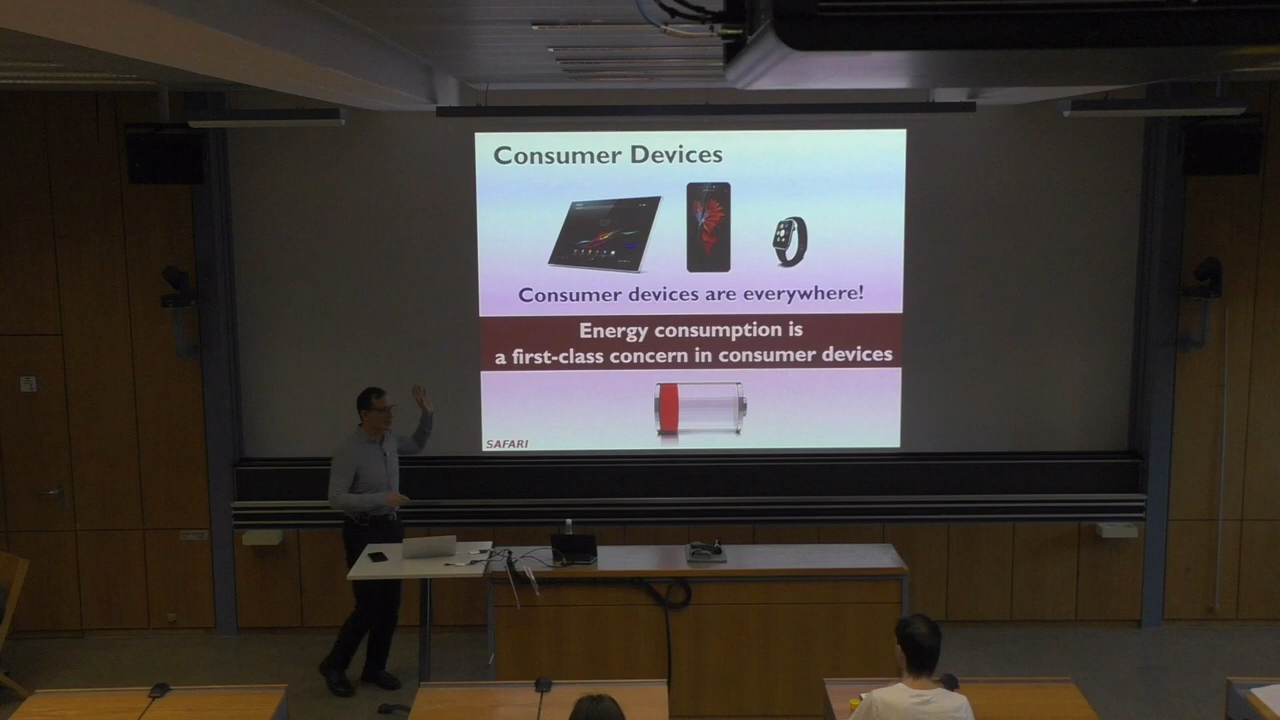 Consumer Devices
Consumer devices are everywhere!
Energy consumption is
a first-class concern in consumer devices
SAFARI